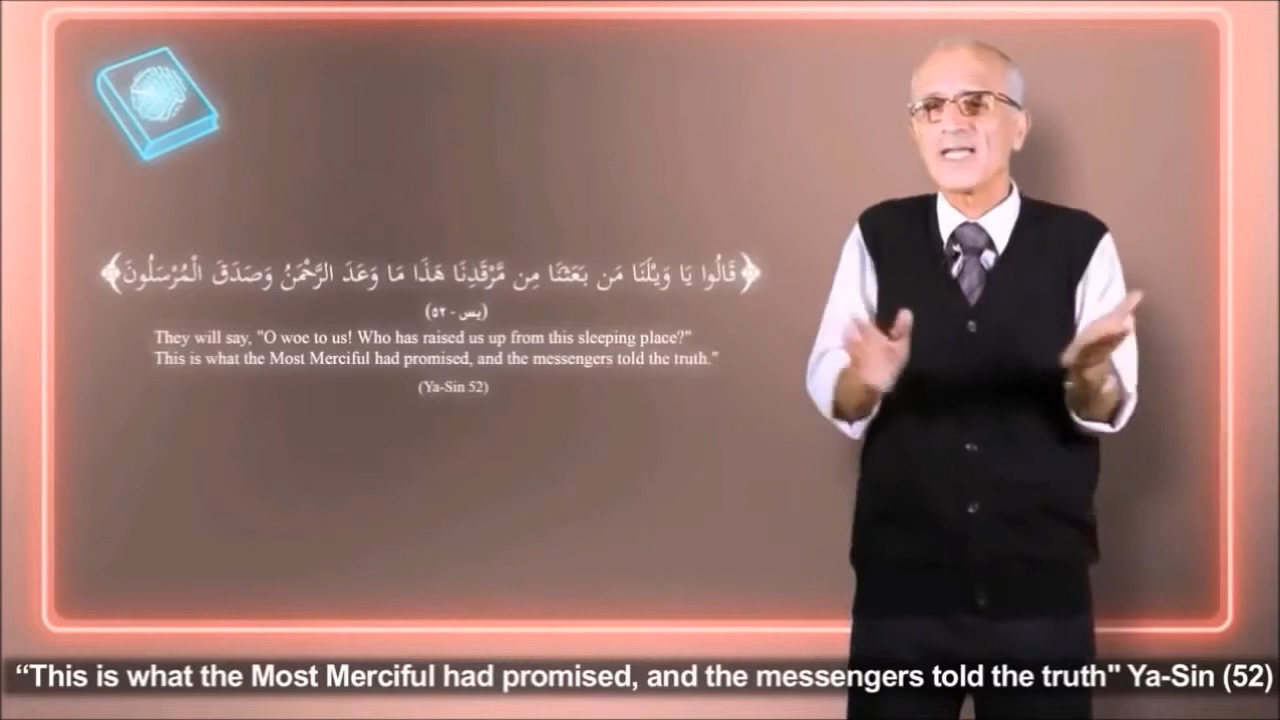 ﴿قَالُوا يَا وَيْلَنَا مَن بَعَثَنَا مِن مَّرْقَدِنَا هَذَا مَا وَعَدَ الرَّحْمَنُ وَصَدَقَ الْمُرْسَلُونَ﴾
(يس - ٥٢)
They will say, "O woe to us! Who has raised us up from this sleeping place?"
This is what the Most Merciful had promised, and the messengers told the truth."
(Ya-Sin 52)
“This is what the Most Merciful had promised, and the messengers told the truth" Ya-Sin (52)